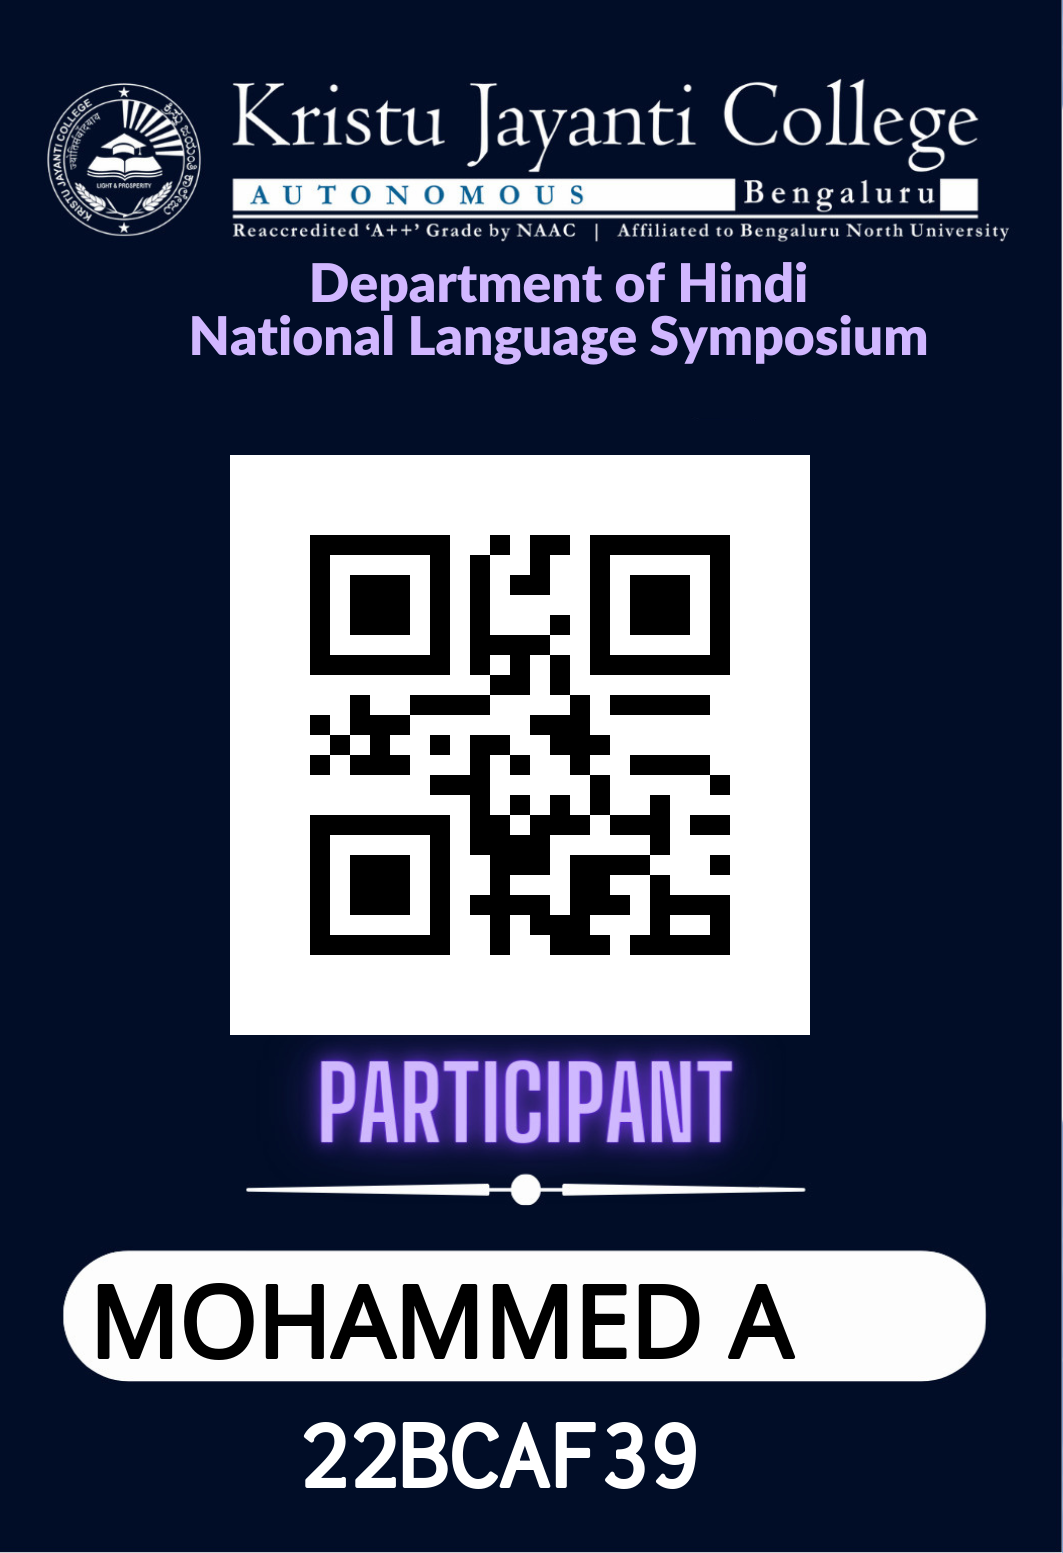 Kristu Jayanti College
AUTONOMOUS Bengaluru
Reaccredited ‘A++’ Grade by NAAC | Affiliated to Bengaluru North University
KRISTU JAYANTI COLLEGE
LIGHT & PROSPERITY
Department of Hindi
National Language Symposium
PARTICIPANT
MOHAMMED A
22BCAF39